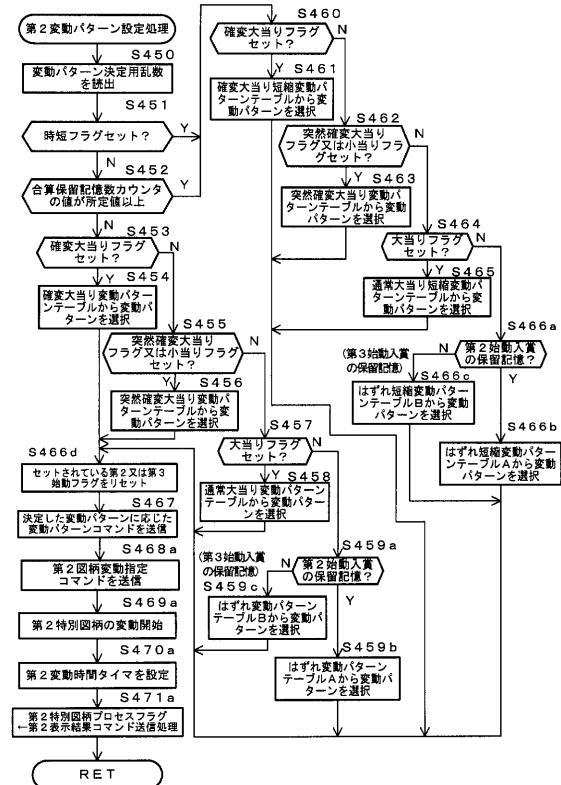 第２変動パターン設定処理
Ｓ４５０
変動パターン決定用乱数
を読出
Ｓ４５１
時短フラグセット？
Ｙ
Ｎ
Ｓ４５２
合算保留記憶数カウンタ
の値が所定値以上
Ｙ
Ｎ
Ｓ４５３
確変大当りフラグ
セット？
Ｎ
Ｙ
Ｓ４５４
確変大当り変動パター
ンテーブルから変動パ
ターンを選択
Ｓ４５５
突然確変大当り
フラグ又は小当りフラグ
セット？
Ｎ
Ｙ
Ｓ４５６
突然確変大当り変動パ
ターンテーブルから変
動パターンを選択
Ｓ４５７
大当りフラグ
セット？
Ｎ
Ｙ
Ｓ４５８
通常大当り変動パターン
テーブルから変動パター
ンを選択
Ｓ４５９ａ
第２始動入賞
の保留記憶？
(第３始動入賞
の保留記憶)
Ｎ
Ｓ４５９ｃ
はずれ変動パターン
テーブルＢから変動パ
ターンを選択
Ｙ
Ｓ４５９ｂ
はずれ変動パターン
テーブルＡから変動パ
ターンを選択
Ｓ４６０
確変大当りフラグ
セット？
Ｎ
Ｙ
Ｓ４６１
確変大当り短縮変動パ
ターンテーブルから変
動パターンを選択
Ｓ４６２
突然確変大当り
フラグ又は小当りフラ
グセット？
Ｎ
Ｙ
Ｓ４６３
突然確変大当り変動パ
ターンテーブルから変動
パターンを選択
Ｓ４６４
大当りフラグ
セット？
Ｎ
Ｙ
Ｓ４６５
通常大当り短縮変動パ
ターンテーブルから変
動パターンを選択
Ｓ４６６ａ
第２始動入賞
の保留記憶？
(第３始動入賞
の保留記憶)
Ｎ
Ｓ４６６ｃ
はずれ短縮変動パター
ンテーブルＢから変動
パターンを選択
Ｙ
Ｓ４６６ｂ
はずれ短縮変動パター
ンテーブルＡから変動
パターンを選択
Ｓ４６６ｄ
セットされている第２又は第３
始動フラグをリセット
Ｓ４６７
決定した変動パターンに応じた
変動パターンコマンドを送信
Ｓ４６８ａ
第２図柄変動指定
コマンドを送信
Ｓ４６９ａ
第２特別図柄の変動開始
Ｓ４７０ａ
第２変動時間タイマを設定
Ｓ４７１ａ
第２特別図柄プロセスフラグ
←第２表示結果コマンド送信処理
ＲＥＴ